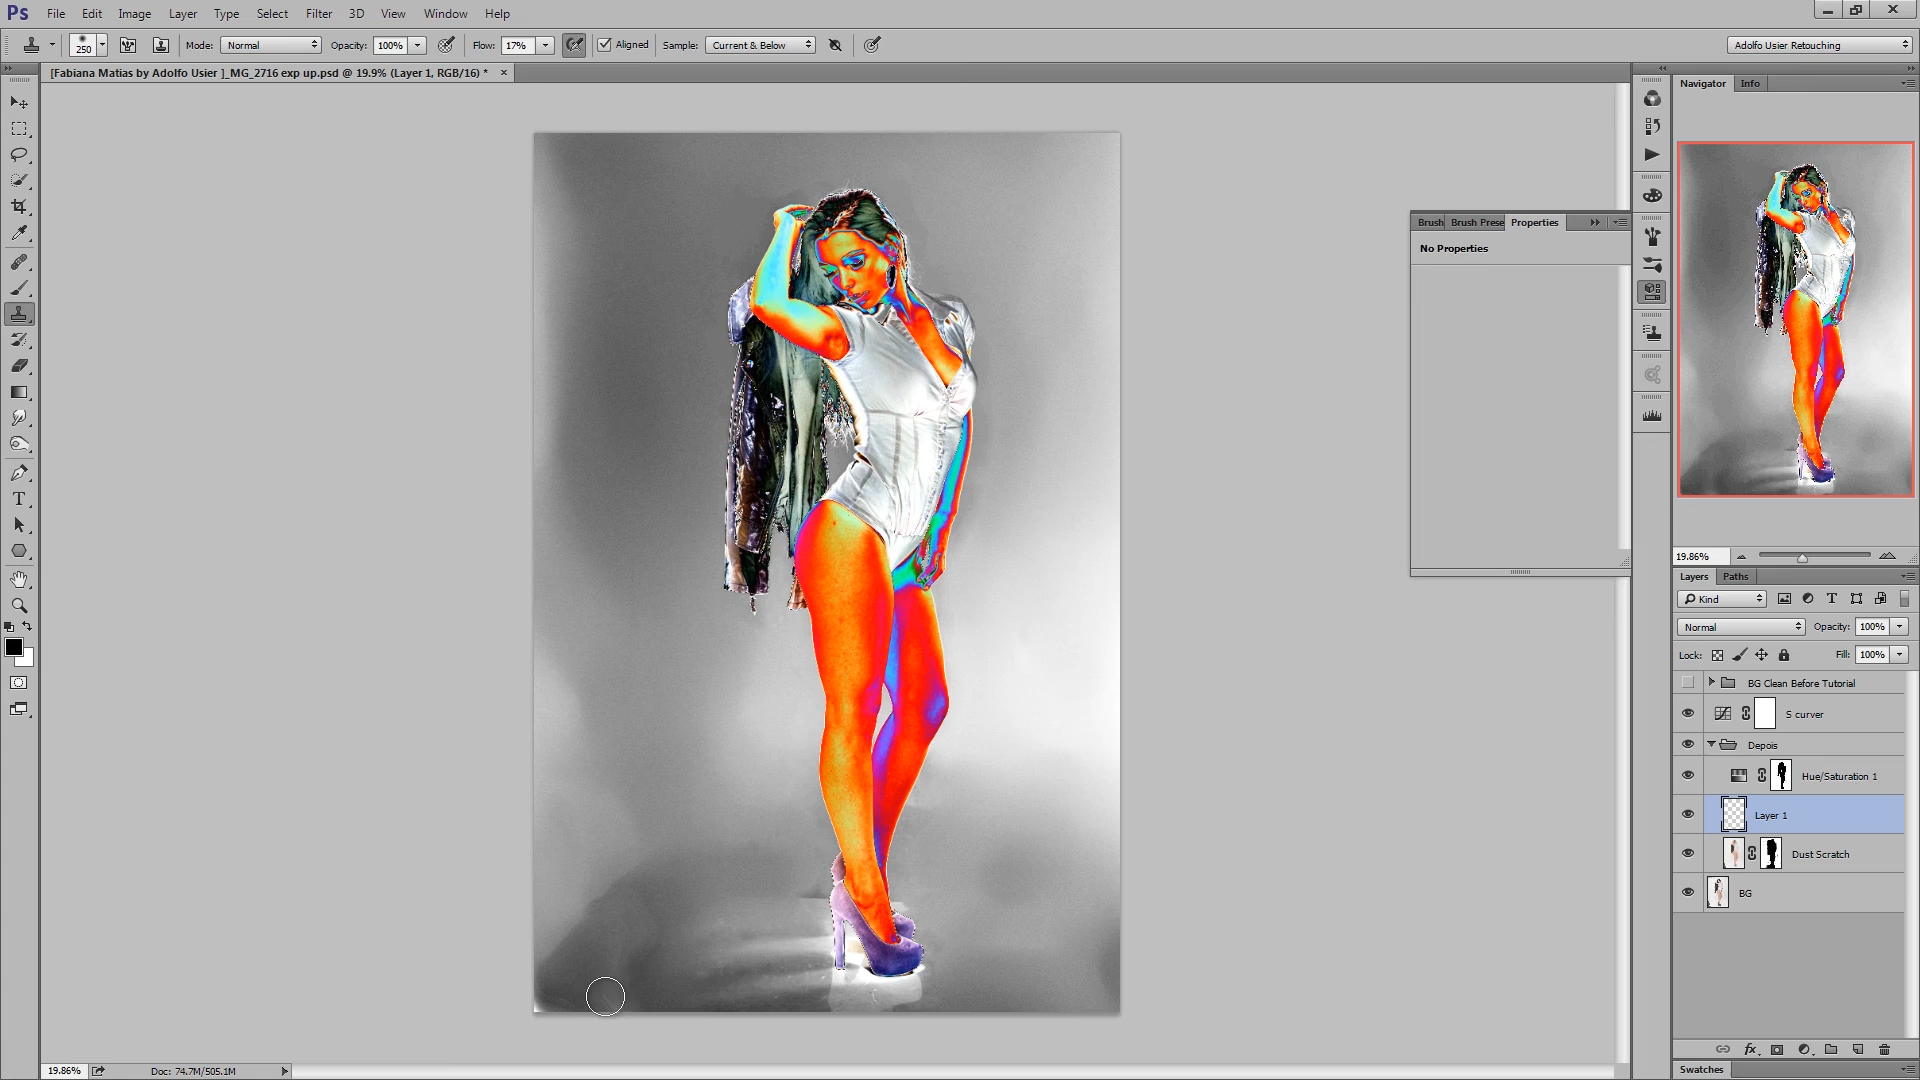 Ps File Edit Image Layer Type Select Filter 3D View Window Help
250 Mode: Normal Opacity: 100% Flow: 17% Aligned Sample: Current & Below Adolfo Usier Retouching
[Fabiana Matias by Adolfo Usier ]_MG_2716 exp up.psd @ 19.9% (Layer 1, RGB/16) *
Navigator Info
Brush Brush Prese Properties
No Properties
19.86%
Layers Paths
Kind
Normal Opacity: 100%
Lock: Fill: 100%
BG Clean Before Tutorial
S curver
Depois
Hue/Saturation 1
Layer 1
Dust Scratch
BG
fx
Swatches
19.86% Doc: 74.7M/505.1M